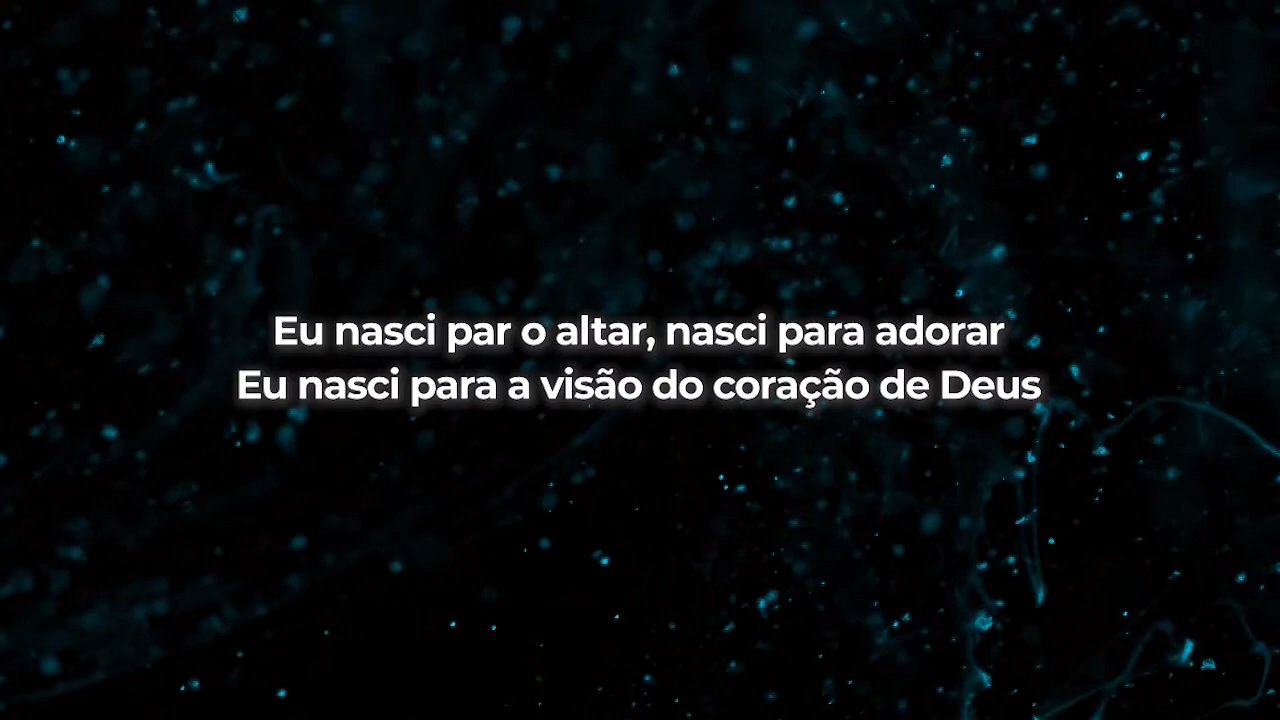 Eu nasci par o altar, nasci para adorar
Eu nasci para a visão do coração de Deus